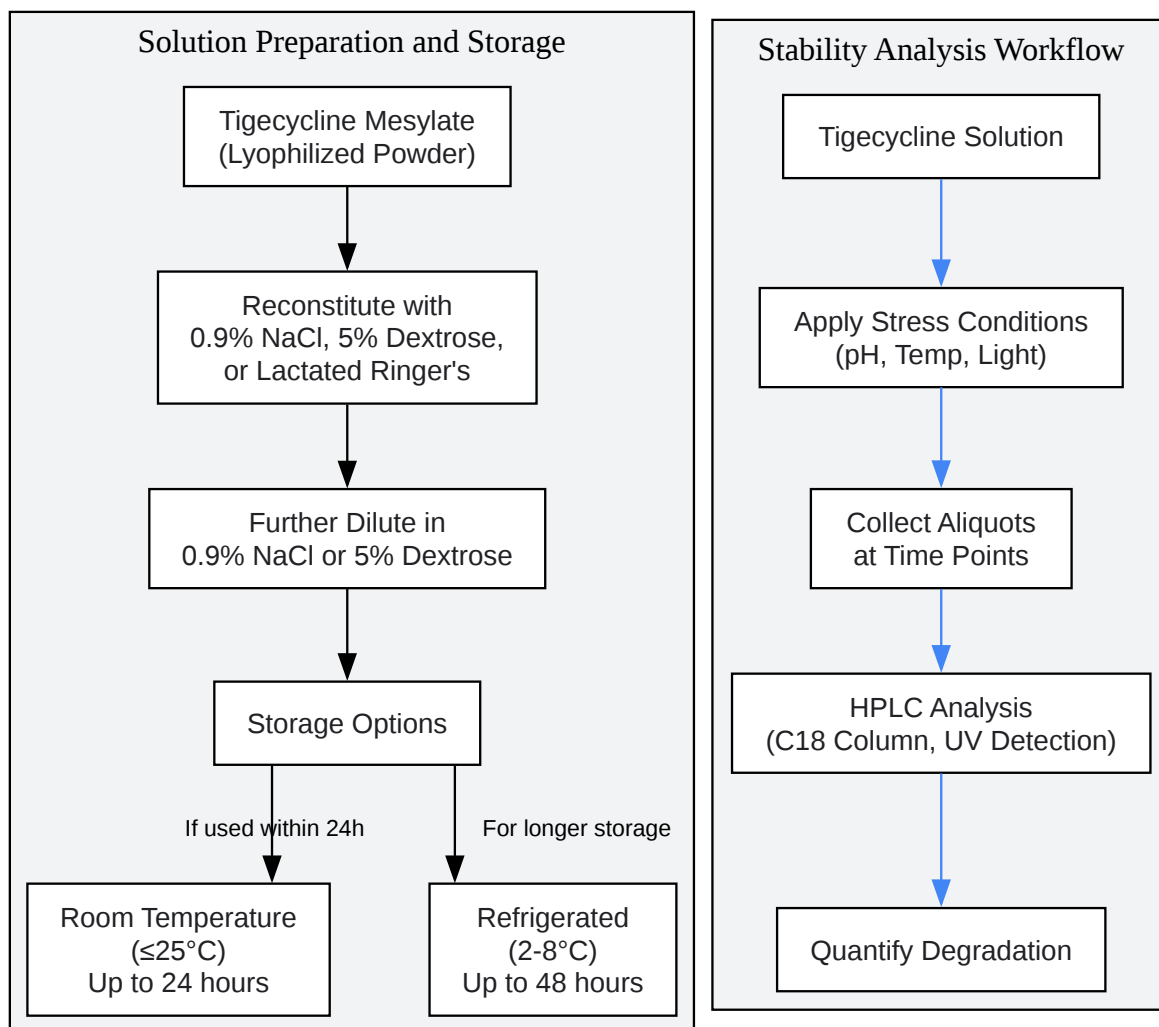 Solution Preparation and Storage
Tigecycline Mesylate
(Lyophilized Powder)
Reconstitute with
0.9% NaCl, 5% Dextrose,
or Lactated Ringer's
Further Dilute in
0.9% NaCl or 5% Dextrose
Storage Options
If used within 24h
For longer storage
Room Temperature
(≤25°C)
Up to 24 hours
Refrigerated
(2-8°C)
Up to 48 hours
Stability Analysis Workflow
Tigecycline Solution
Apply Stress Conditions
(pH, Temp, Light)
Collect Aliquots
at Time Points
HPLC Analysis
(C18 Column, UV Detection)
Quantify Degradation